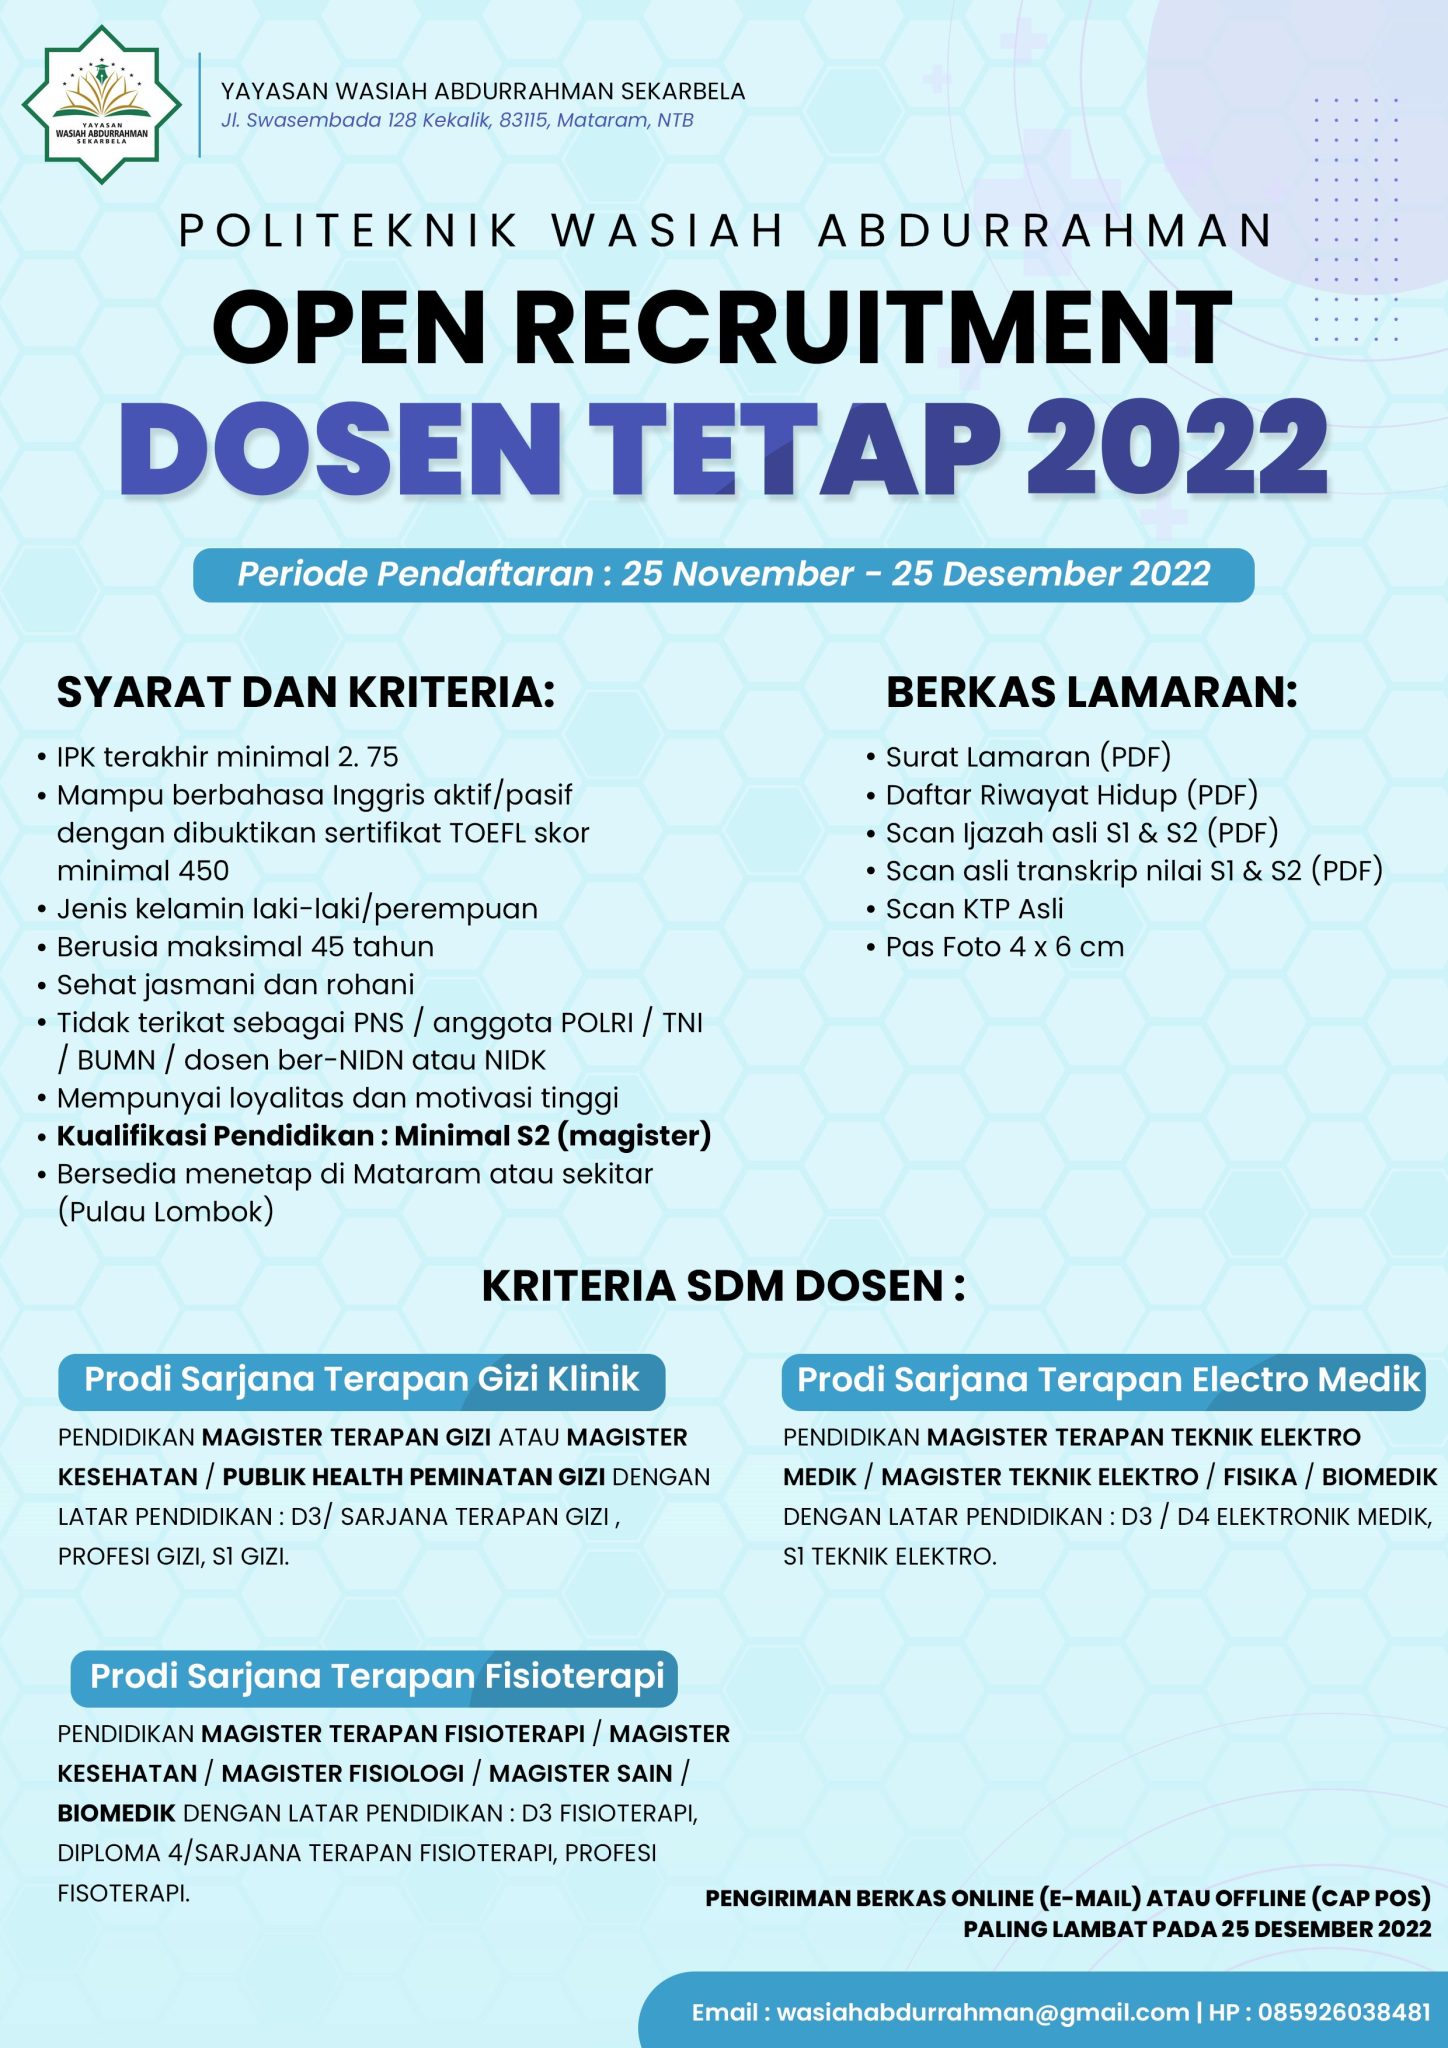 YAYASAN
WASIAH ABDURRAHMAN
SEKARBELA
YAYASAN WASIAH ABDURRAHMAN SEKARBELA
Jl. Swasembada 128 Kekalik, 83115, Mataram, NTB
POLITEKNIK WASIAH ABDURRAHMAN
OPEN RECRUITMENT
DOSEN TETAP 2022
Periode Pendaftaran : 25 November - 25 Desember 2022
SYARAT DAN KRITERIA:
• IPK terakhir minimal 2. 75
• Mampu berbahasa Inggris aktif/pasif
dengan dibuktikan sertifikat TOEFL skor
minimal 450
• Jenis kelamin laki-laki/perempuan
• Berusia maksimal 45 tahun
• Sehat jasmani dan rohani
• Tidak terikat sebagai PNS / anggota POLRI / TNI
/ BUMN / dosen ber-NIDN atau NIDK
• Mempunyai loyalitas dan motivasi tinggi
• Kualifikasi Pendidikan : Minimal S2 (magister)
• Bersedia menetap di Mataram atau sekitar
(Pulau Lombok)
BERKAS LAMARAN:
• Surat Lamaran (PDF)
• Daftar Riwayat Hidup (PDF)
• Scan Ijazah asli S1 & S2 (PDF)
• Scan asli transkrip nilai S1 & S2 (PDF)
• Scan KTP Asli
• Pas Foto 4 x 6 cm
KRITERIA SDM DOSEN :
Prodi Sarjana Terapan Gizi Klinik
PENDIDIKAN MAGISTER TERAPAN GIZI ATAU MAGISTER
KESEHATAN / PUBLIK HEALTH PEMINATAN GIZI DENGAN
LATAR PENDIDIKAN : D3/ SARJANA TERAPAN GIZI ,
PROFESI GIZI, S1 GIZI.
Prodi Sarjana Terapan Electro Medik
PENDIDIKAN MAGISTER TERAPAN TEKNIK ELEKTRO
MEDIK / MAGISTER TEKNIK ELEKTRO / FISIKA / BIOMEDIK
DENGAN LATAR PENDIDIKAN : D3 / D4 ELEKTRONIK MEDIK,
S1 TEKNIK ELEKTRO.
Prodi Sarjana Terapan Fisioterapi
PENDIDIKAN MAGISTER TERAPAN FISIOTERAPI / MAGISTER
KESEHATAN / MAGISTER FISIOLOGI / MAGISTER SAIN /
BIOMEDIK DENGAN LATAR PENDIDIKAN : D3 FISIOTERAPI,
DIPLOMA 4/SARJANA TERAPAN FISIOTERAPI, PROFESI
FISOTERAPI.
PENGIRIMAN BERKAS ONLINE (E-MAIL) ATAU OFFLINE (CAP POS)
PALING LAMBAT PADA 25 DESEMBER 2022
Email : wasiahabdurrahman@gmail.com | HP : 085926038481